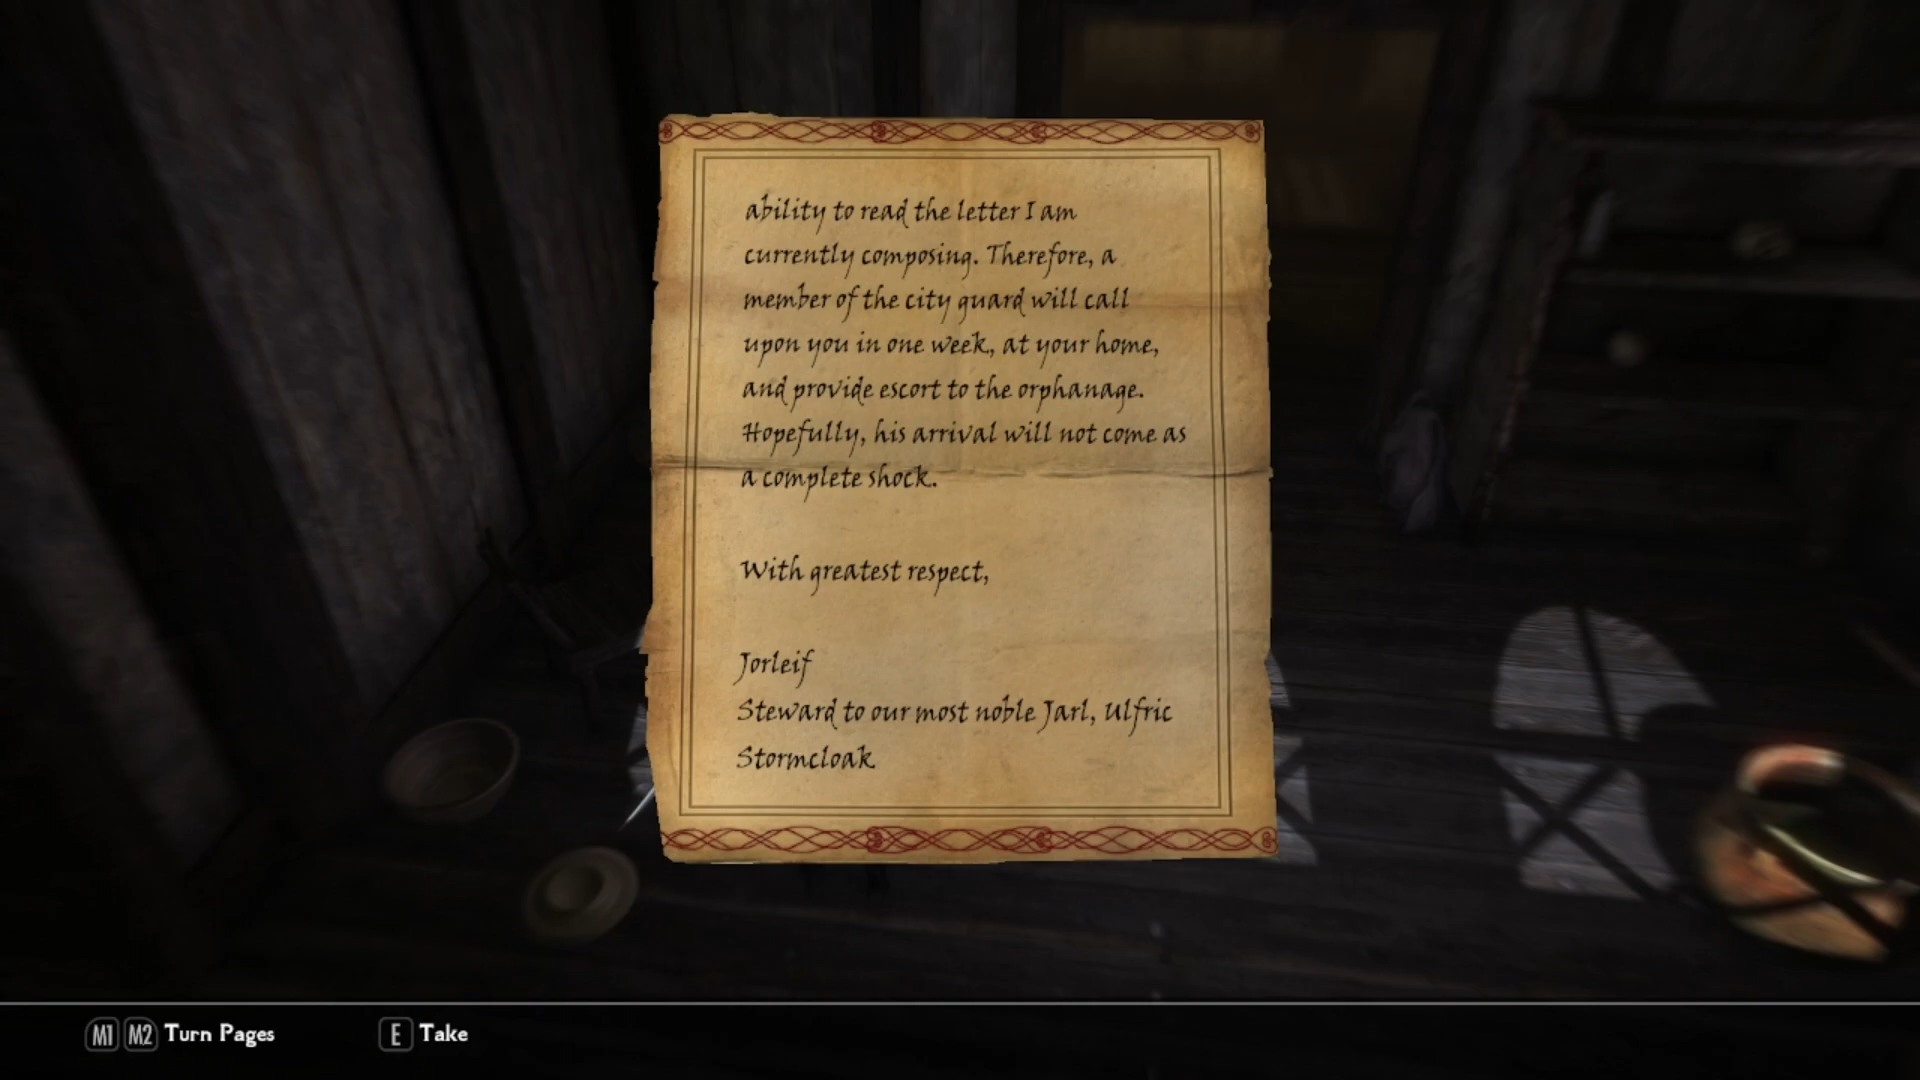 ability to read the letter I am
currently composing. Therefore, a
member of the city guard will call
upon you in one week, at your home,
and provide escort to the orphanage.
Hopefully, his arrival will not come as
a complete shock.
With greatest respect,
Jorleif
Steward to our most noble Jarl, Ulfric
Stormcloak
M1 M2 Turn Pages E Take